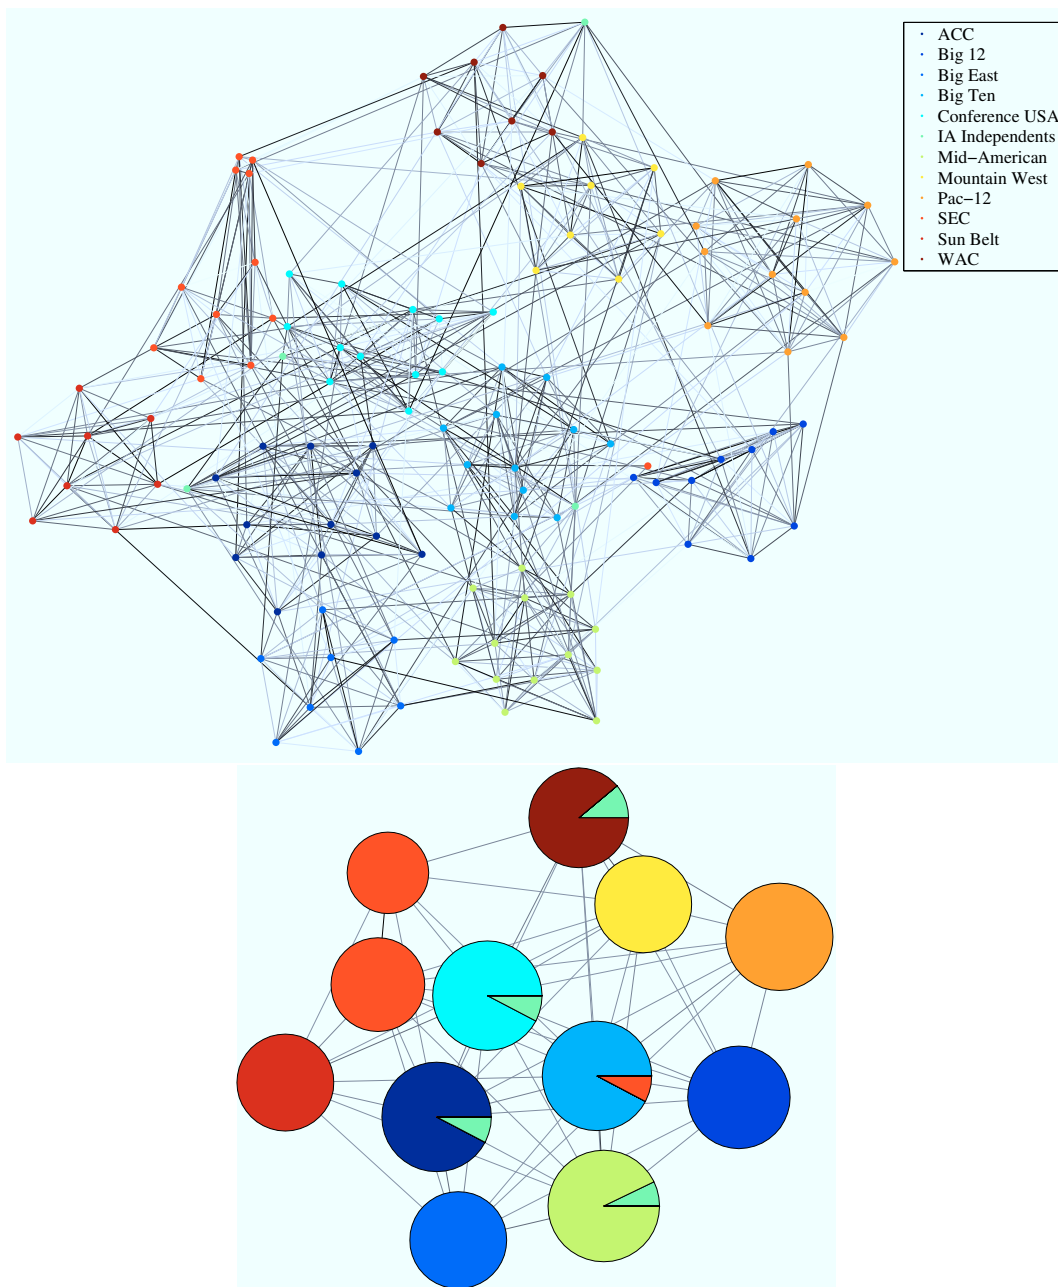 ACC
Big 12
Big East
Big Ten
Conference USA
IA Independents
Mid−American
Mountain West
Pac−12
SEC
Sun Belt
WAC